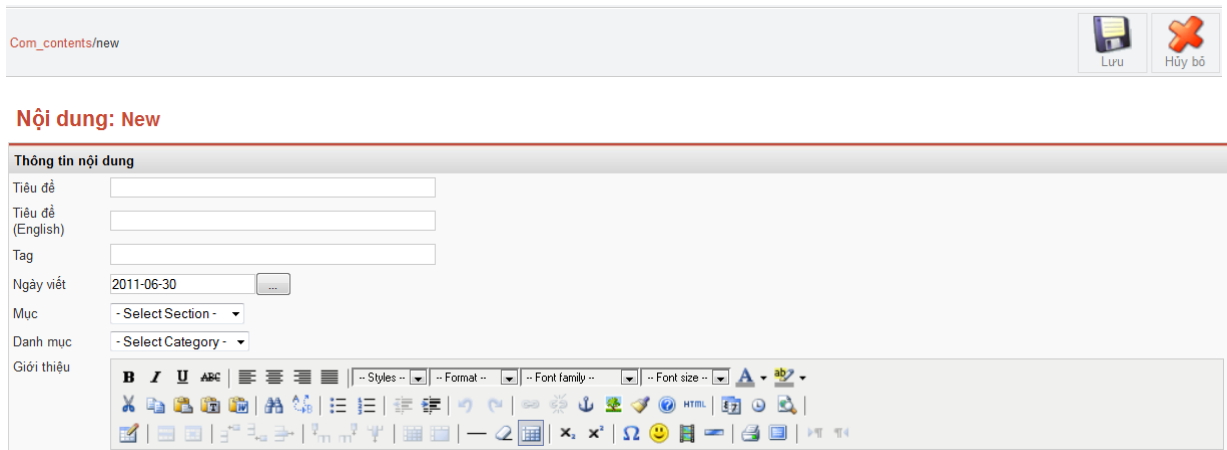 Com_contents/new
Lưu
Hủy bỏ
Nội dung: New
Thông tin nội dung
Tiêu đề
Tiêu đề
(English)
Tag
Ngày viết 2011-06-30 ...
Mục - Select Section -
Danh mục - Select Category -
Giới thiệu
B I U ABC -- Styles -- -- Format -- -- Font family -- -- Font size -- A ab
HTML
x₂ x² Ω